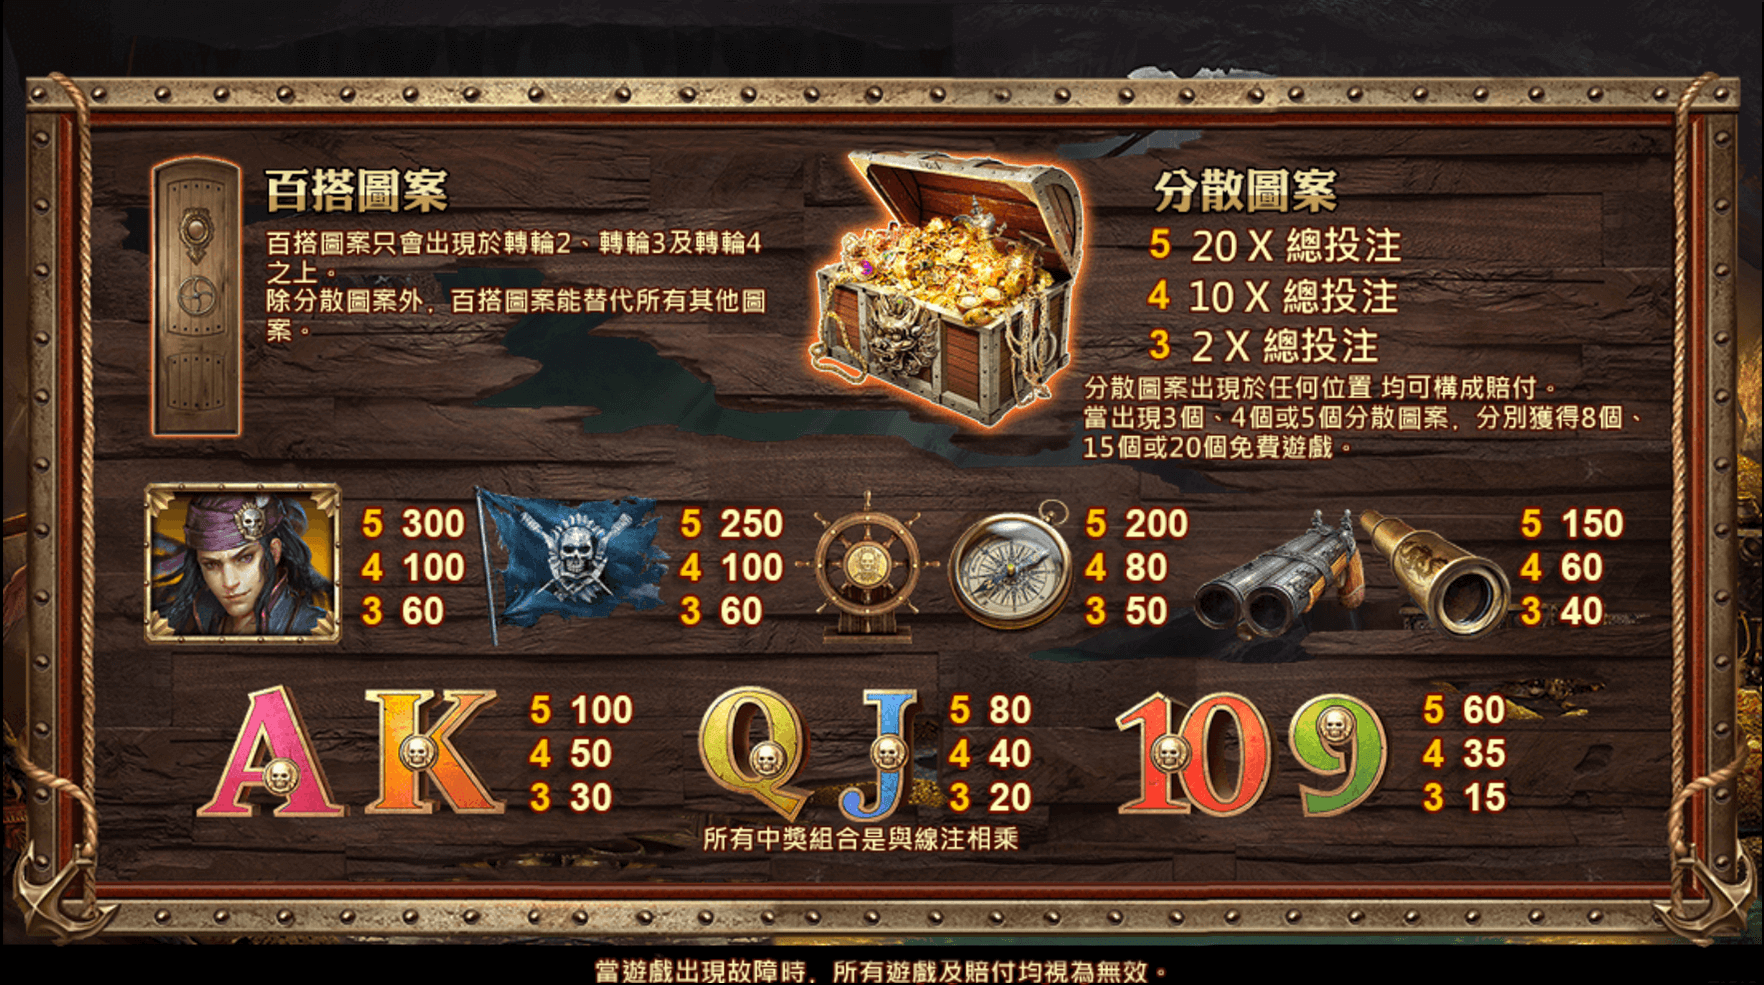 百搭圖案
百搭圖案只會出現於轉輪2、轉輪3及轉輪4
之上。
除分散圖案外，百搭圖案能替代所有其他圖
案。
分散圖案
5 20 X 總投注
4 10 X 總投注
3 2 X 總投注
分散圖案出現於任何位置 均可構成賠付。
當出現3個、4個或5個分散圖案，分別獲得8個、
15個或20個免費遊戲。
5 300
4 100
3 60
5 250
4 100
3 60
5 200
4 80
3 50
5 150
4 60
3 40
A K
5 100
4 50
3 30
Q J
5 80
4 40
3 20
10 9
5 60
4 35
3 15
所有中獎組合是與線注相乘
當遊戲出現故障時，所有遊戲及賠付均視為無效。